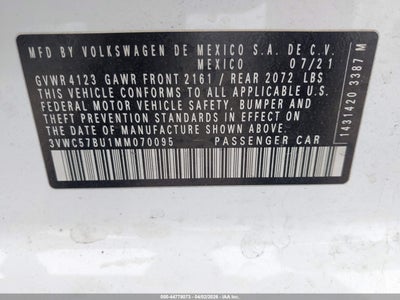 MFD BY VOLKSWAGEN DE MEXICO S.A. DE C.V.
MEXICO 07/21
GVWR 4123 GAWR FRONT 2161 / REAR 2072 LBS
THIS VEHICLE CONFORMS TO ALL APPLICABLE U.S.
FEDERAL MOTOR VEHICLE SAFETY, BUMPER AND
THEFT PREVENTION STANDARDS IN EFFECT ON THE
DATE OF MANUFACTURE SHOWN ABOVE
3VWC57BU1MM070095 PASSENGER CAR
1431420 3387 M